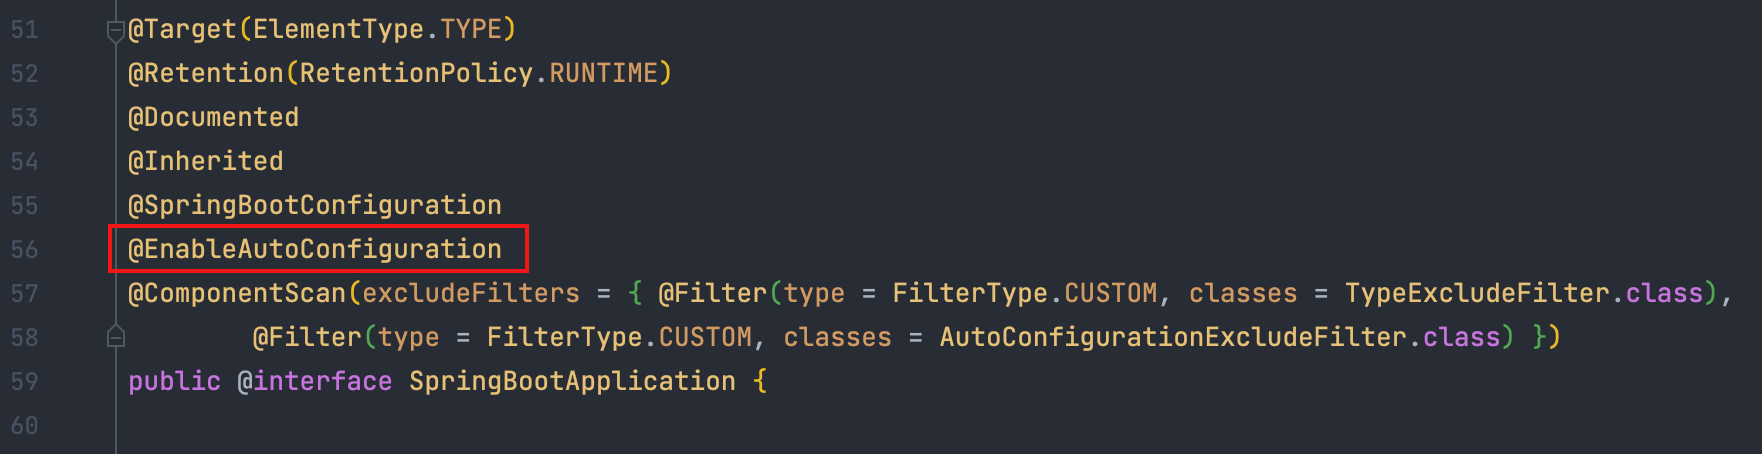 51 @Target(ElementType.TYPE)
52 @Retention(RetentionPolicy.RUNTIME)
53 @Documented
54 @Inherited
55 @SpringBootConfiguration
56 @EnableAutoConfiguration
57 @ComponentScan(excludeFilters = { @Filter(type = FilterType.CUSTOM, classes = TypeExcludeFilter.class),
58 @Filter(type = FilterType.CUSTOM, classes = AutoConfigurationExcludeFilter.class) })
59 public @interface SpringBootApplication {
60